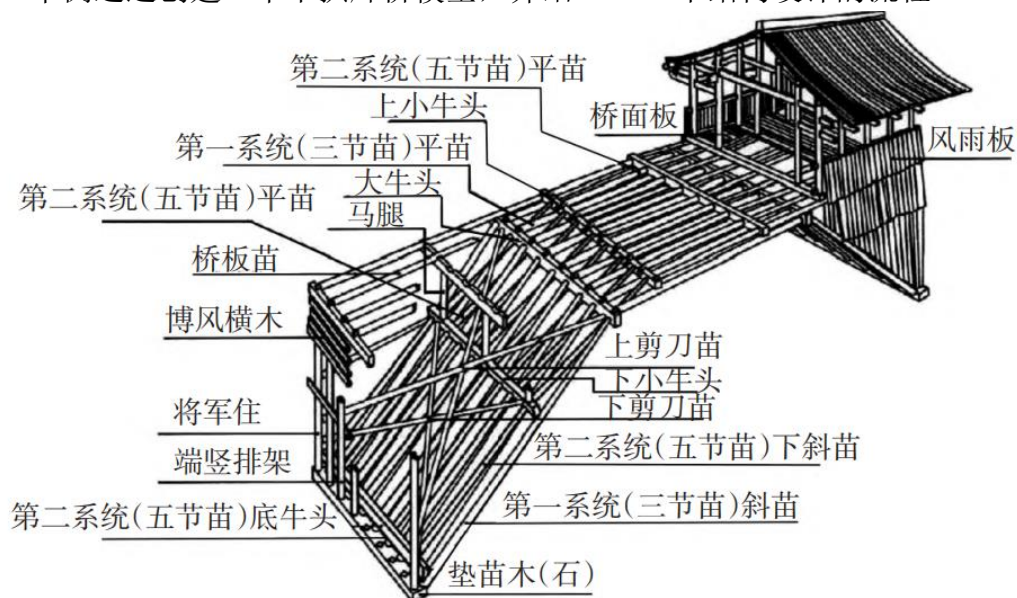 第二系统(五节苗)平苗
上小牛头
桥面板
第一系统(三节苗)平苗
风雨板
大牛头
第二系统(五节苗)平苗
马腿
桥板苗
博风横木
上剪刀苗
下小牛头
将军住
下剪刀苗
第二系统(五节苗)下斜苗
端竖排架
第一系统(三节苗)斜苗
第二系统(五节苗)底牛头
垫苗木(石)